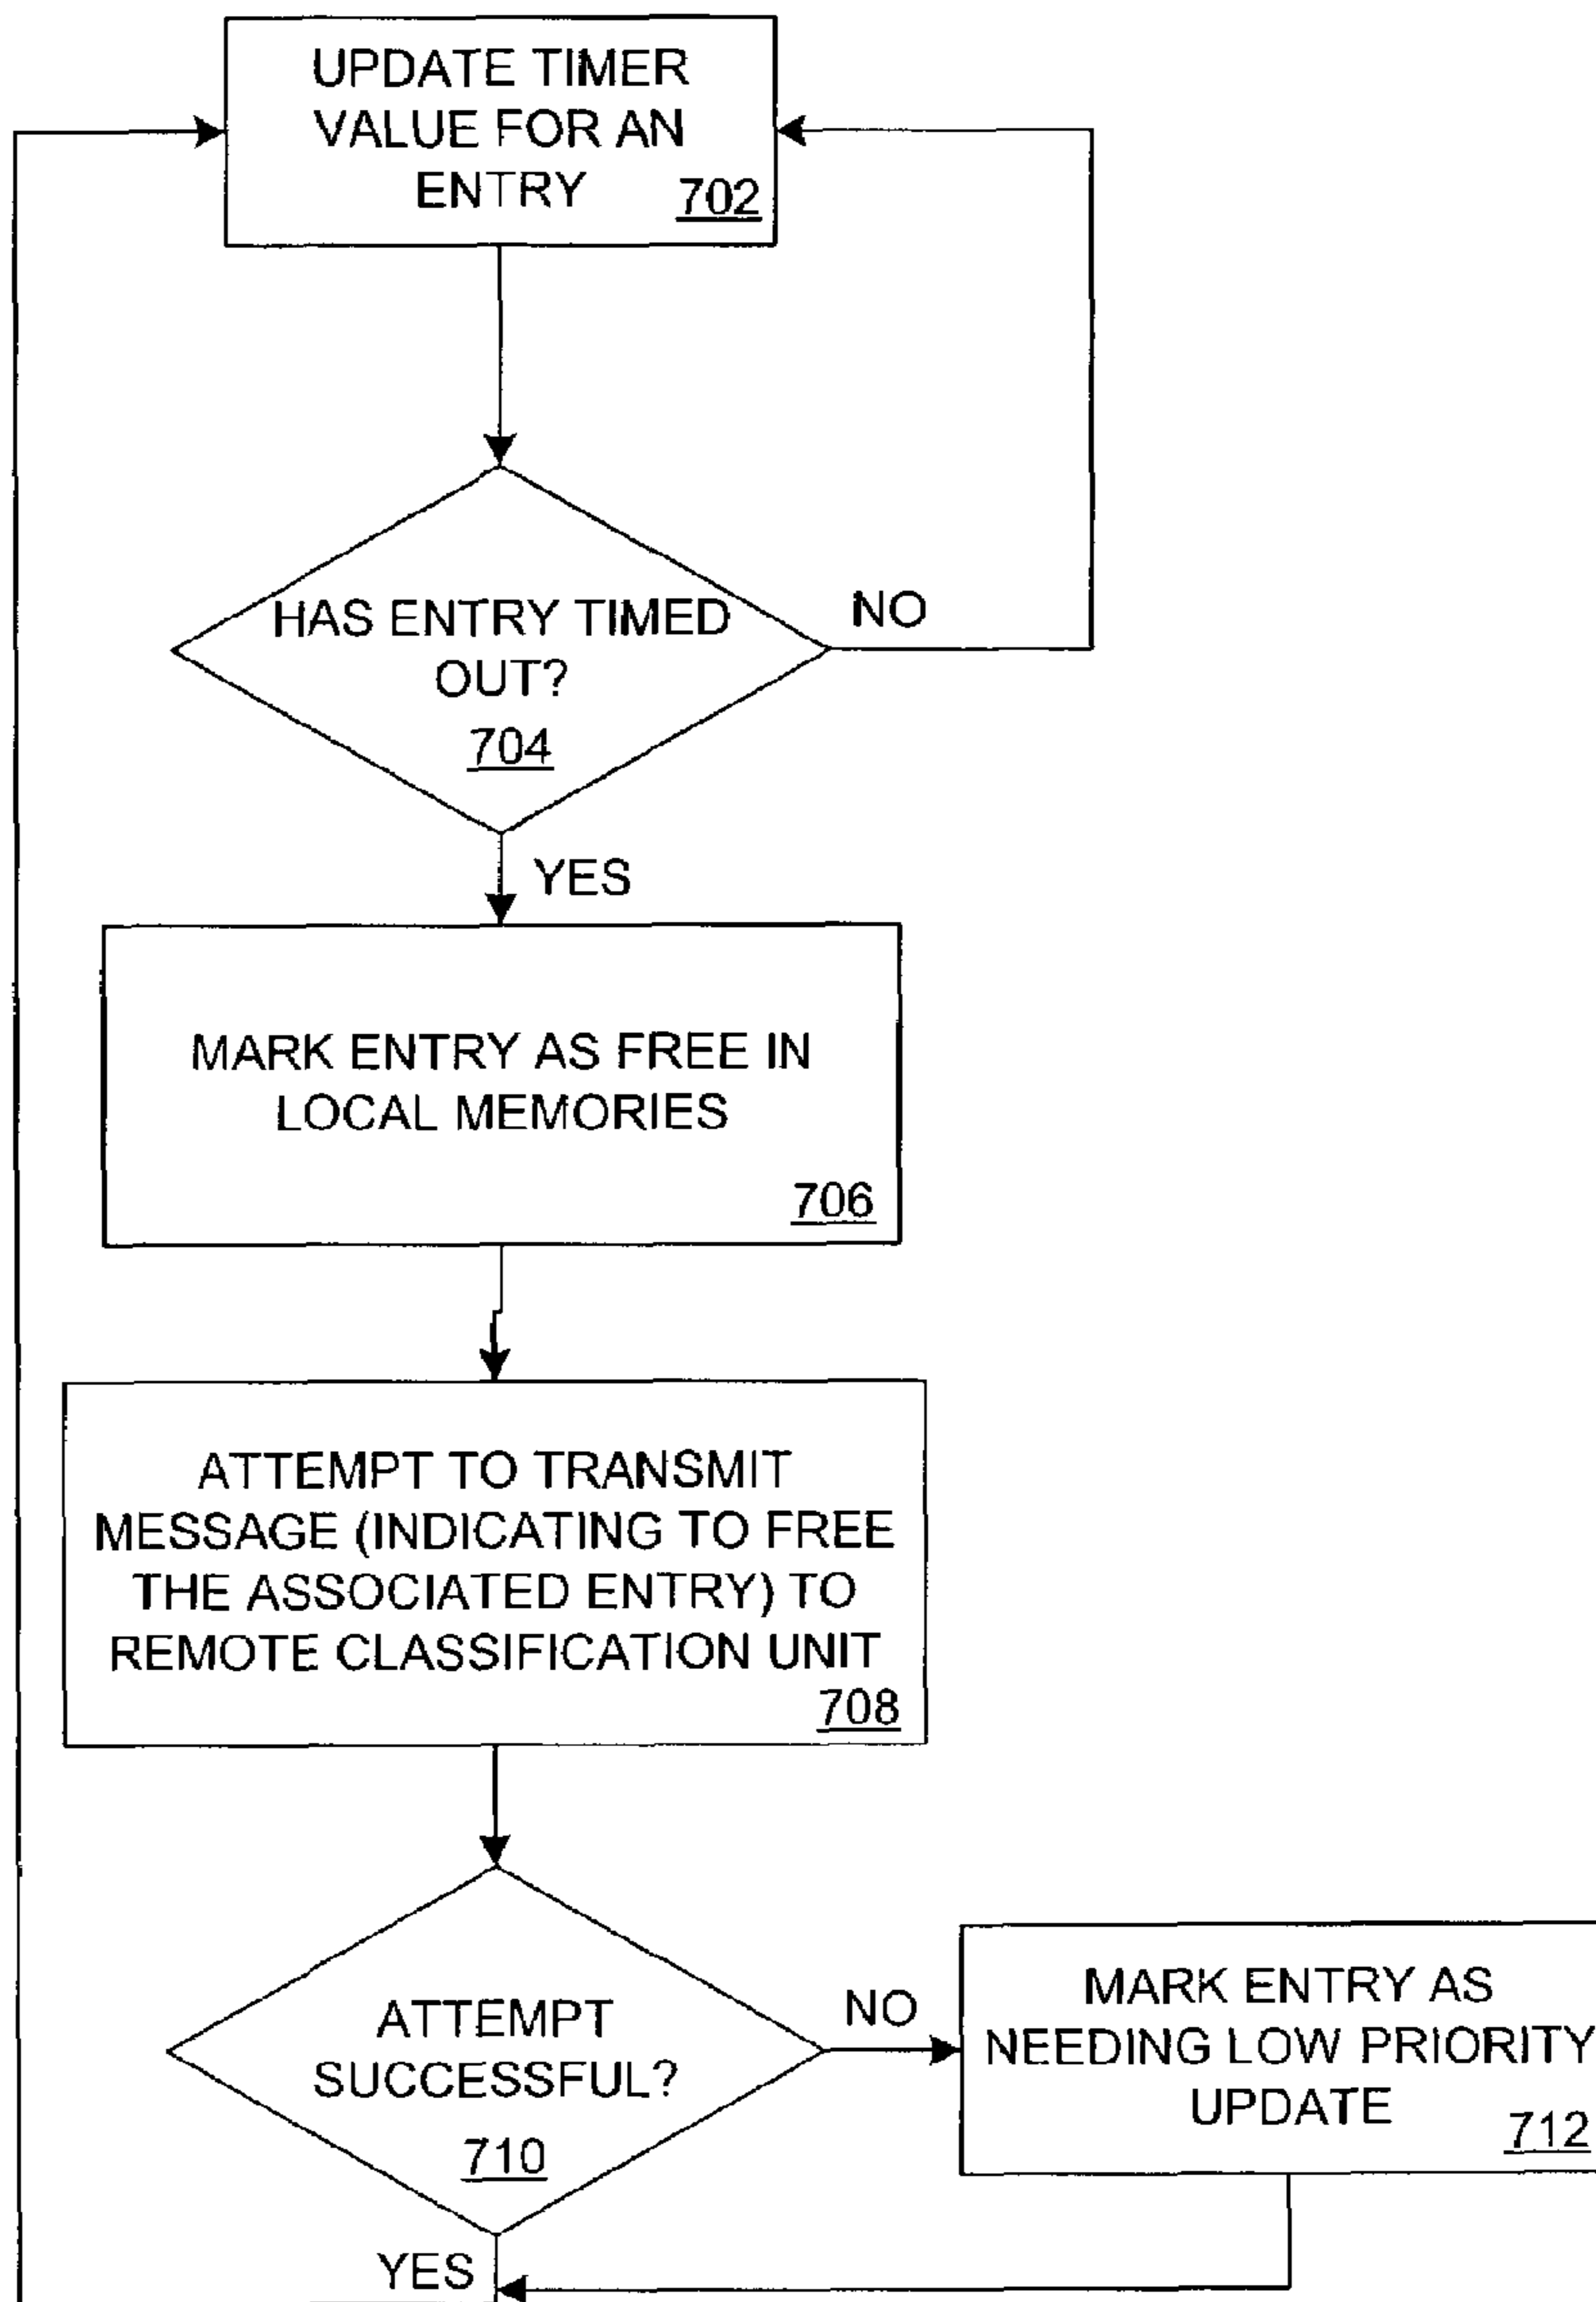 UPDATE TIMER
VALUE FOR AN
ENTRY
702
HAS ENTRY TIMED
OUT?
704
NO
YES
MARK ENTRY AS FREE IN
LOCAL MEMORIES
706
ATTEMPT TO TRANSMIT
MESSAGE (INDICATING TO FREE
THE ASSOCIATED ENTRY) TO
REMOTE CLASSIFICATION UNIT
708
ATTEMPT
SUCCESSFUL?
710
NO
MARK ENTRY AS
NEEDING LOW PRIORITY
UPDATE
712
YES